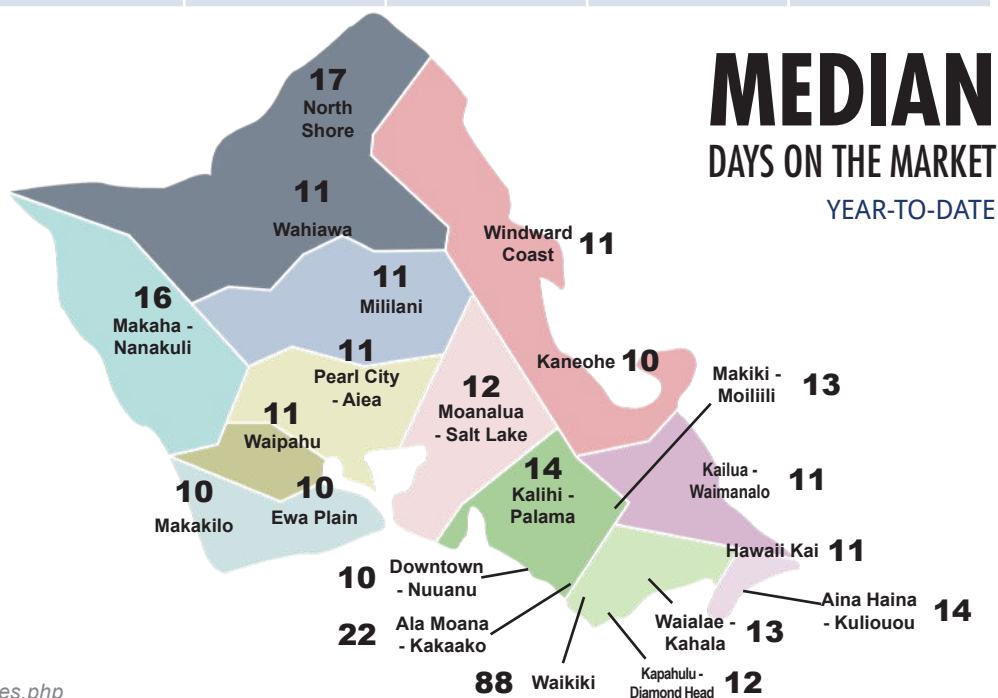 MEDIAN
DAYS ON THE MARKET
YEAR-TO-DATE
17
North
Shore
11
Wahiawa
Windward
Coast 11
11
Mililani
16
Makaha -
Nanakuli
11
Pearl City
- Aiea
Kaneohe 10
12
Moanalua
- Salt Lake
Makiki -
Moiliili 13
11
Waipahu
14
Kalihi -
Palama
Kailua -
Waimanalo 11
10
Makakilo
10
Ewa Plain
Hawaii Kai 11
10 Downtown
- Nuuanu
Aina Haina
- Kuliouou 14
22 Ala Moana
- Kakaako
Waialae -
Kahala 13
88 Waikiki
Kapahulu -
Diamond Head 12
es.php